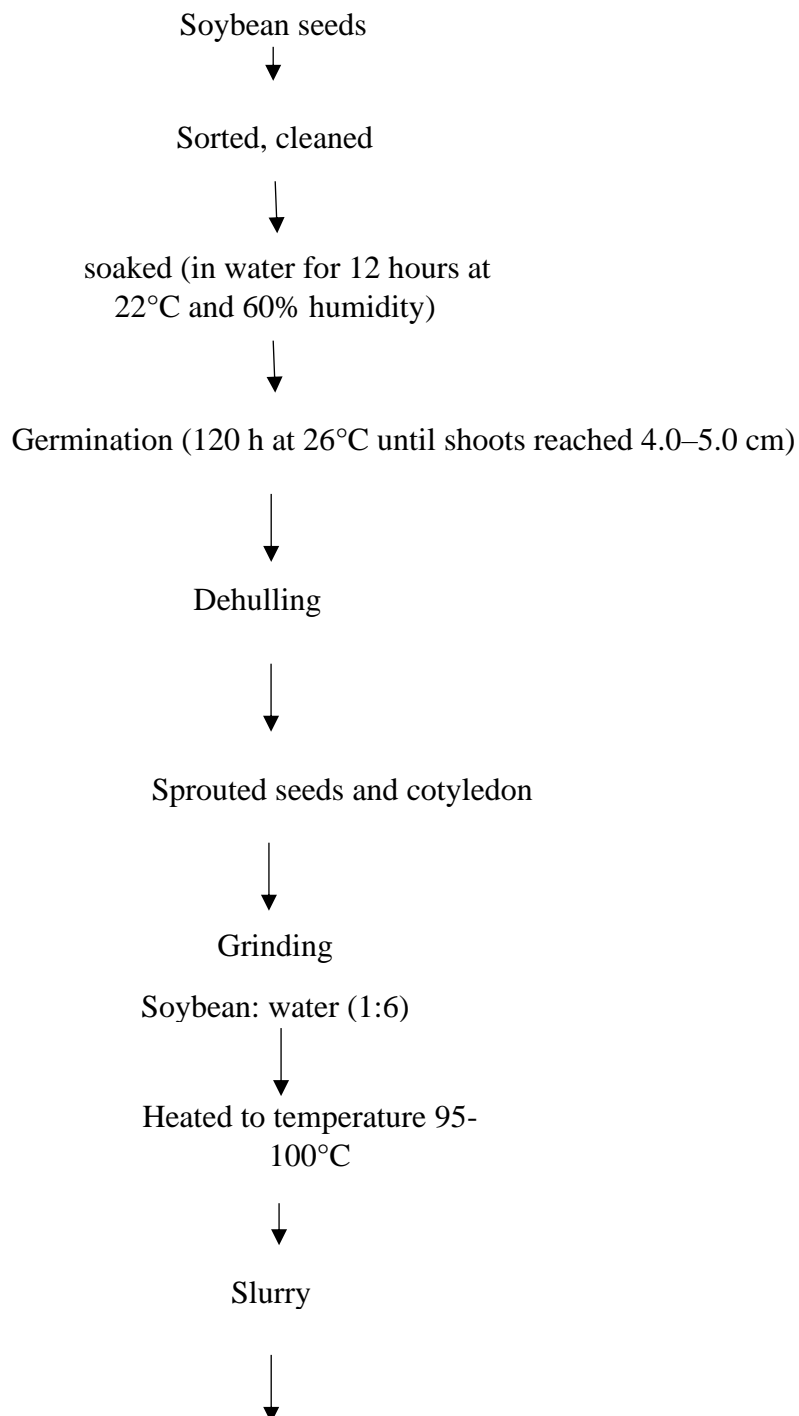 Soybean seeds
Sorted, cleaned
soaked (in water for 12 hours at
22°C and 60% humidity)
Germination (120 h at 26°C until shoots reached 4.0–5.0 cm)
Dehulling
Sprouted seeds and cotyledon
Grinding
Soybean: water (1:6)
Heated to temperature 95-
100°C
Slurry